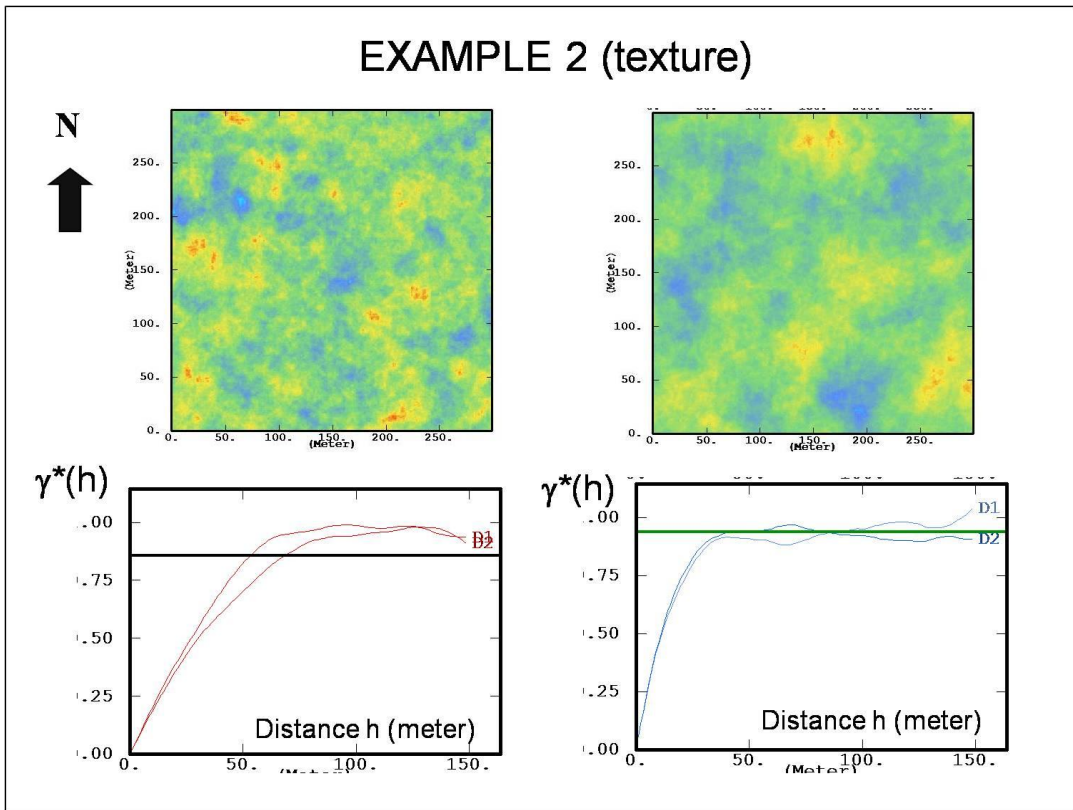 EXAMPLE 2 (texture)
N
250.
200.
(Meter)
150.
100.
50.
0.
0. 50. 100. 150. 200. 250.
(Meter)
250.
200.
(Meter)
150.
100.
50.
0.
0. 50. 100. 150. 200. 250.
(Meter)
γ*(h)
.00
D1
D2
.75
.50
.25
.00
Distance h (meter)
0. 50. 100. 150.
γ*(h)
.00
D1
D2
.75
.50
.25
.00
Distance h (meter)
0. 50. 100. 150.
(Meter)